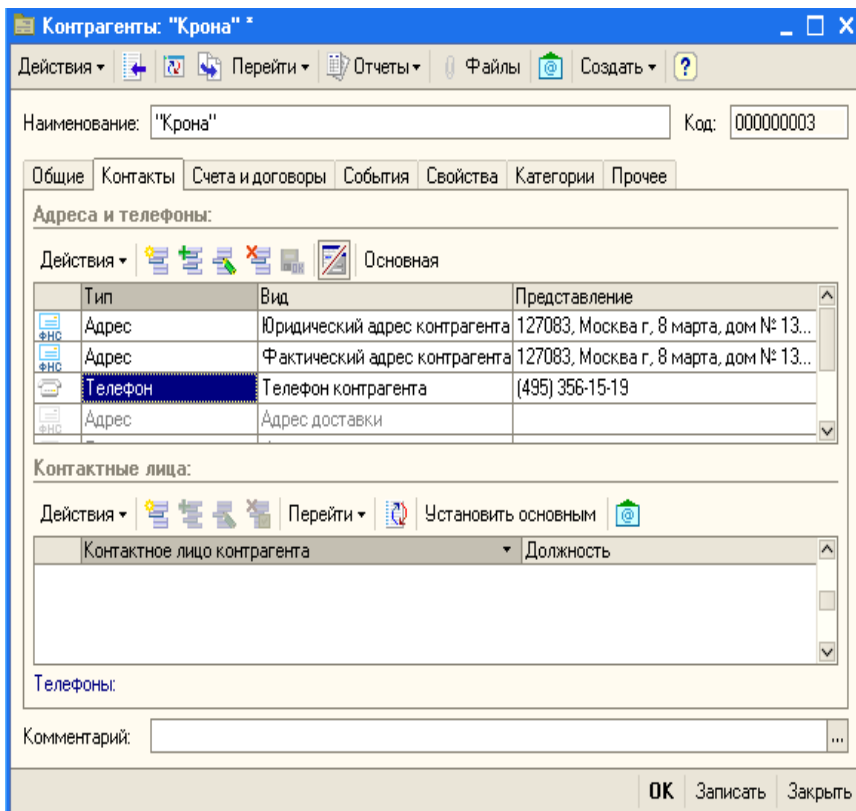 Контрагенты: "Крона" *
Действия Перейти Отчеты Файлы Создать ?
Наименование: "Крона" Код: 000000003
Общие Контакты Счета и договоры События Свойства Категории Прочее
Адреса и телефоны:
Действия Основная
Тип Вид Представление
ФНС Адрес Юридический адрес контрагента 127083, Москва г, 8 марта, дом № 13...
ФНС Адрес Фактический адрес контрагента 127083, Москва г, 8 марта, дом № 13...
Телефон Телефон контрагента (495) 356-15-19
ФНС Адрес Адрес доставки
Контактные лица:
Действия Перейти Установить основным
Контактное лицо контрагента Должность
Телефоны:
Комментарий: ...
OK Записать Закрыть